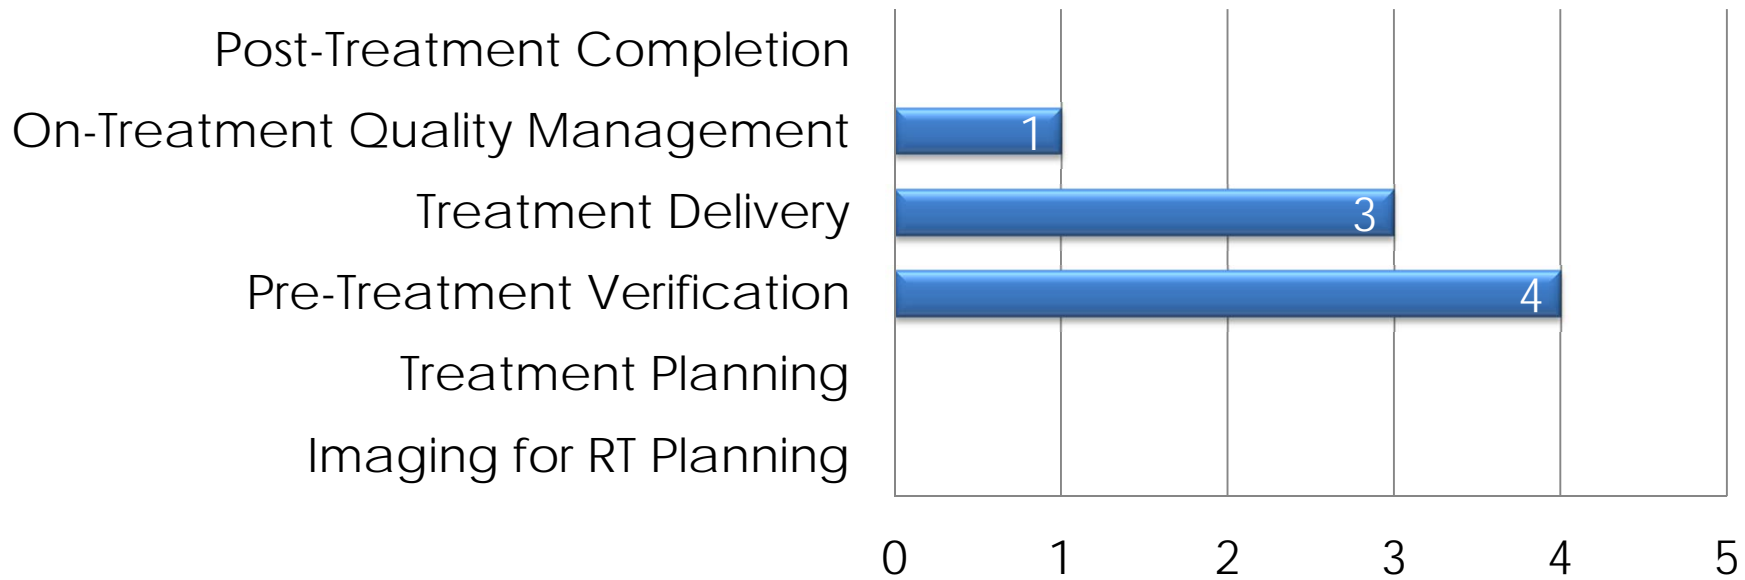 Post-Treatment Completion
On-Treatment Quality Management
1
Treatment Delivery
3
Pre-Treatment Verification
4
Treatment Planning
Imaging for RT Planning
0 1 2 3 4 5